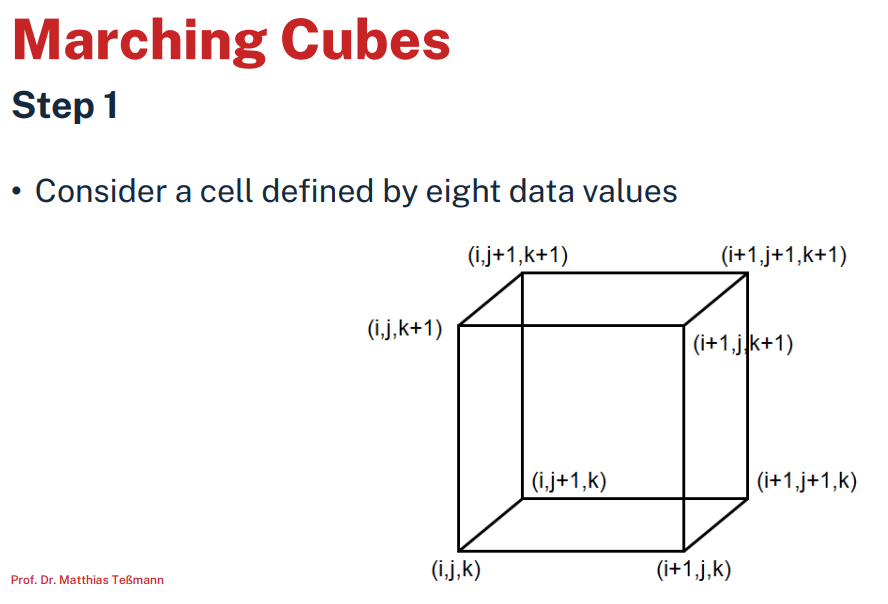 Marching Cubes
Step 1
• Consider a cell defined by eight data values
(i,j+1,k+1) (i+1,j+1,k+1)
(i,j,k+1)
(i+1,j,k+1)
(i,j+1,k) (i+1,j+1,k)
(i,j,k) (i+1,j,k)
Prof. Dr. Matthias Teßmann